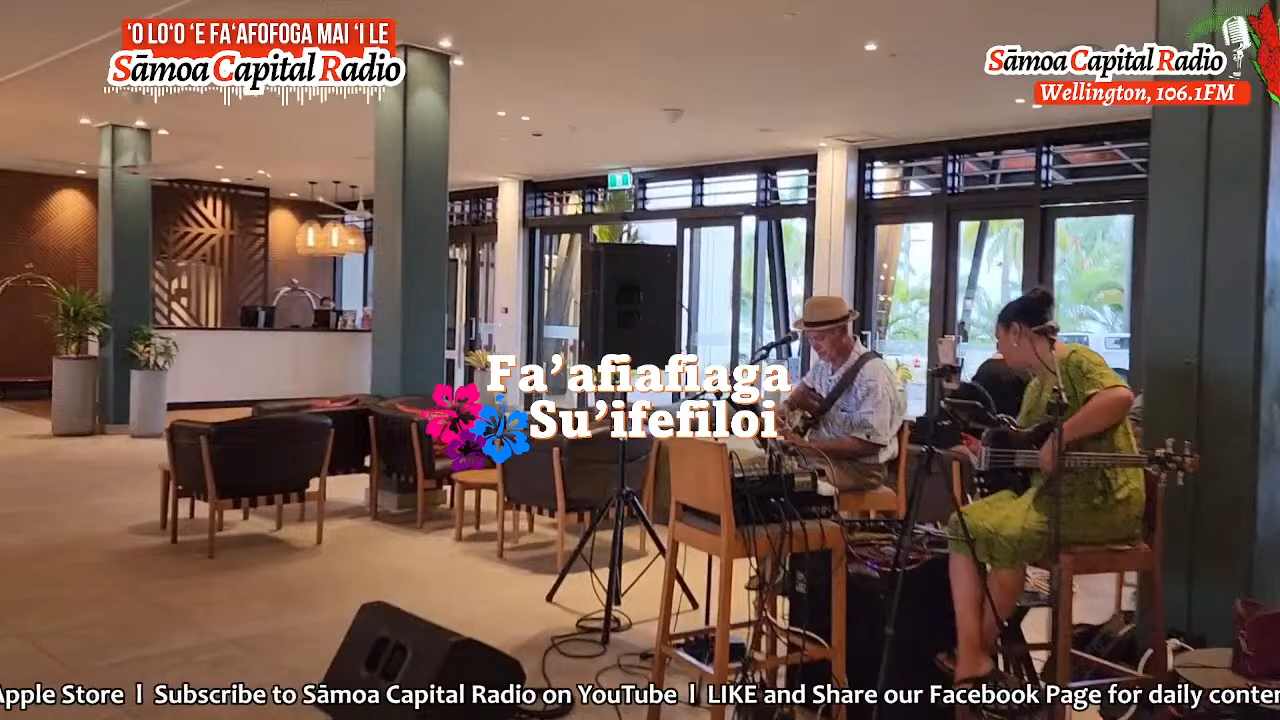 ‘O LO‘O ‘E FA‘AFOFOGA MAI ‘I LE
Sāmoa Capital Radio
Sāmoa Capital Radio
Wellington, 106.1FM
Fa’afiafiaga
Su’ifefiloi
Apple Store l Subscribe to Sāmoa Capital Radio on YouTube l LIKE and Share our Facebook Page for daily conten